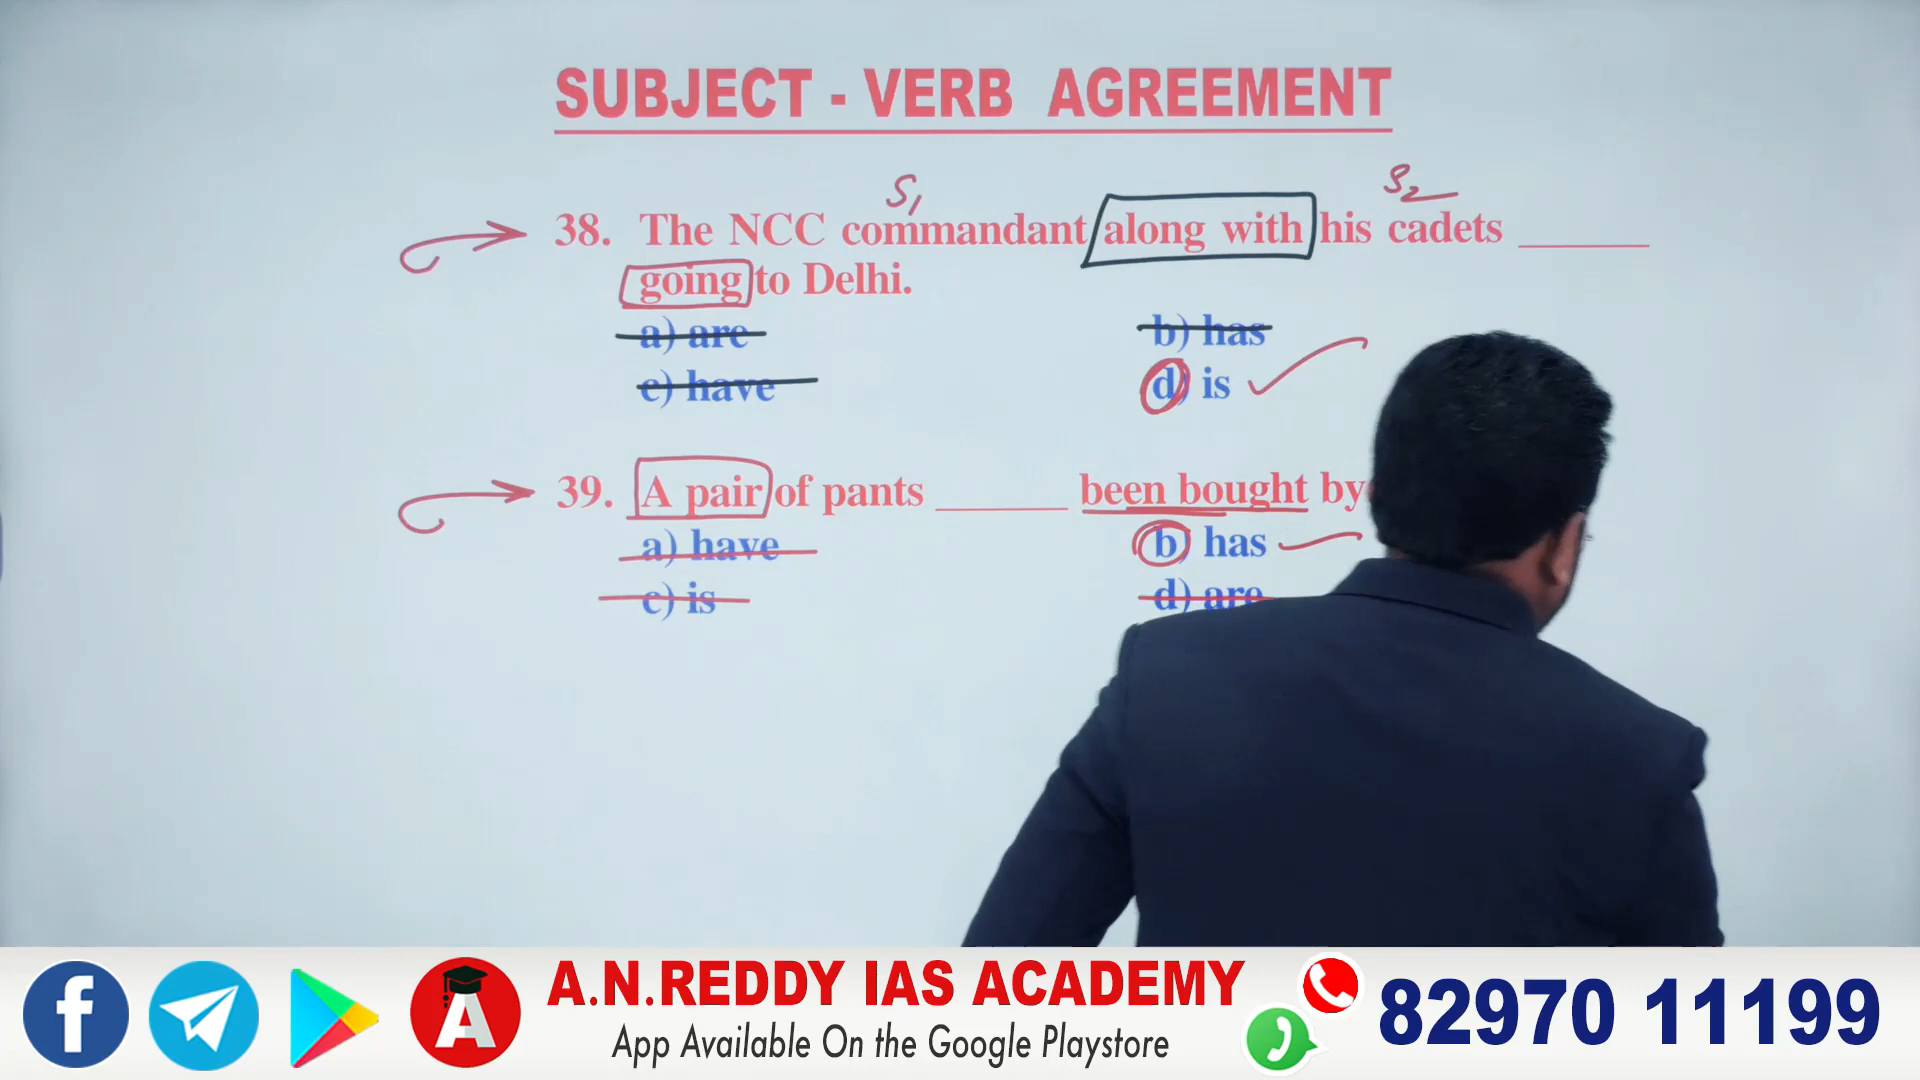 SUBJECT - VERB AGREEMENT
S1
S2
38. The NCC commandant along with his cadets ______
going to Delhi.
a) are b) has
c) have d) is
39. A pair of pants ______ been bought by
a) have b) has
c) is d) are
f
A
A.N.REDDY IAS ACADEMY
App Available On the Google Playstore
82970 11199